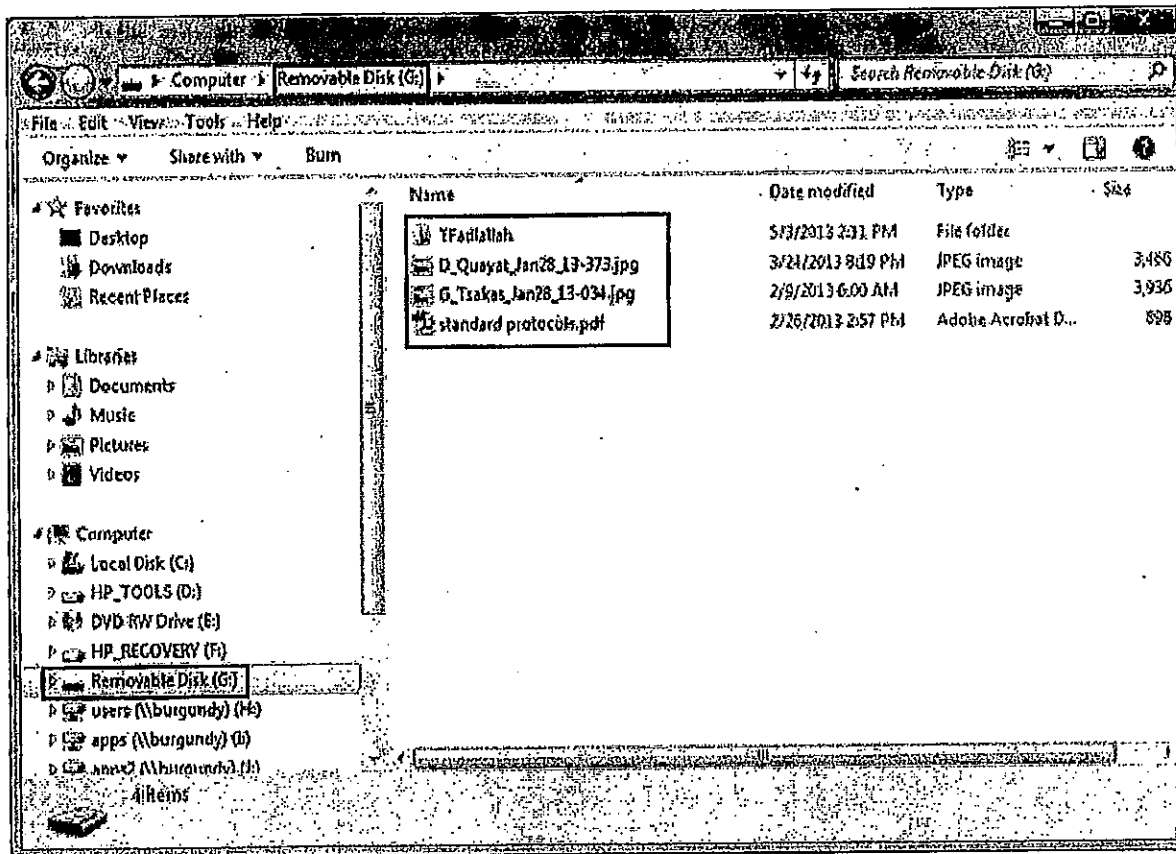 Computer Removable Disk (G:) Search Removable Disk (G:)
File Edit View Tools Help
Organize Share with Burn
Name Date modified Type Size
Favorites
Desktop
Downloads
Recent Places
Libraries
Documents
Music
Pictures
Videos
Computer
Local Disk (C:)
HP_TOOLS (D:)
DVD RW Drive (E:)
HP_RECOVERY (F:)
Removable Disk (G:)
users (\\burgundy) (H:)
apps (\\burgundy) (I:)
4 items
YFadlallah 5/3/2013 2:31 PM File folder
D_Quayat_Jan28_13-373.jpg 3/24/2013 8:19 PM JPEG image
G_Tsakas_Jan28_13-034.jpg 2/9/2013 6:00 AM JPEG image 3,936
standard protocols.pdf 2/26/2013 2:57 PM Adobe Acrobat D... 898